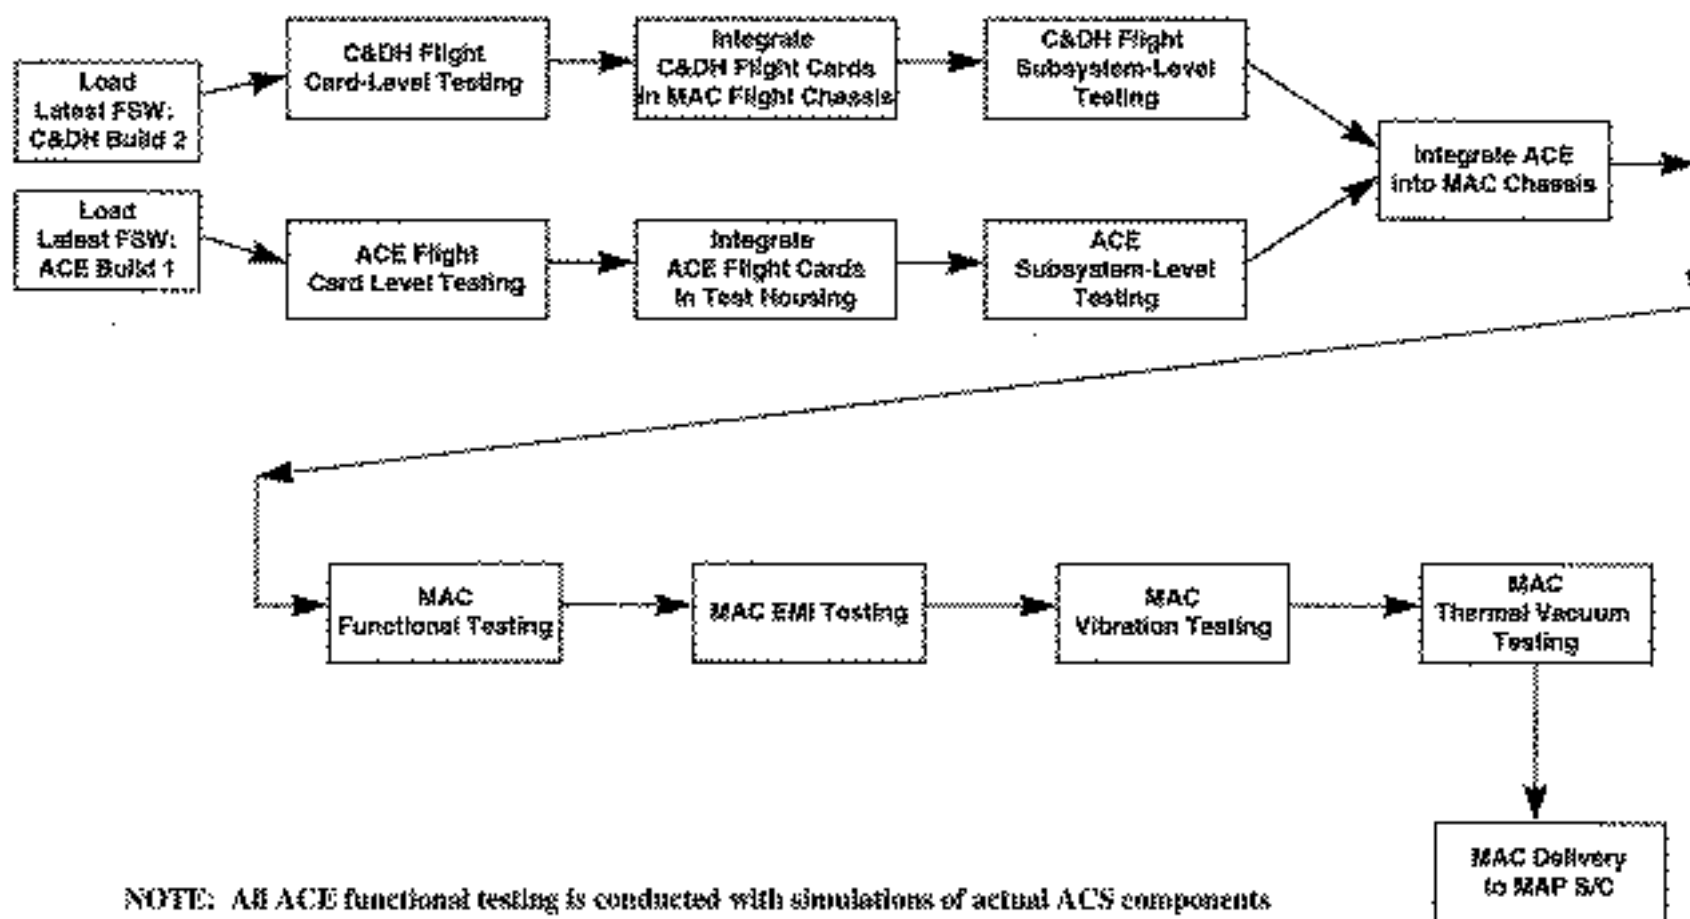 Load
Latest FSW:
C&DH Build 2
C&DH Flight
Card-Level Testing
Integrate
C&DH Flight Cards
In MAC Flight Chassis
C&DH Flight
Subsystem-Level
Testing
Load
Latest FSW:
ACE Build 1
ACE Flight
Card Level Testing
Integrate
ACE Flight Cards
In Test Housing
ACE
Subsystem-Level
Testing
Integrate ACE
into MAC Chassis
MAC
Functional Testing
MAC EMI Testing
MAC
Vibration Testing
MAC
Thermal Vacuum
Testing
MAC Delivery
to MAP S/C
NOTE: All ACE functional testing is conducted with simulations of actual ACS components